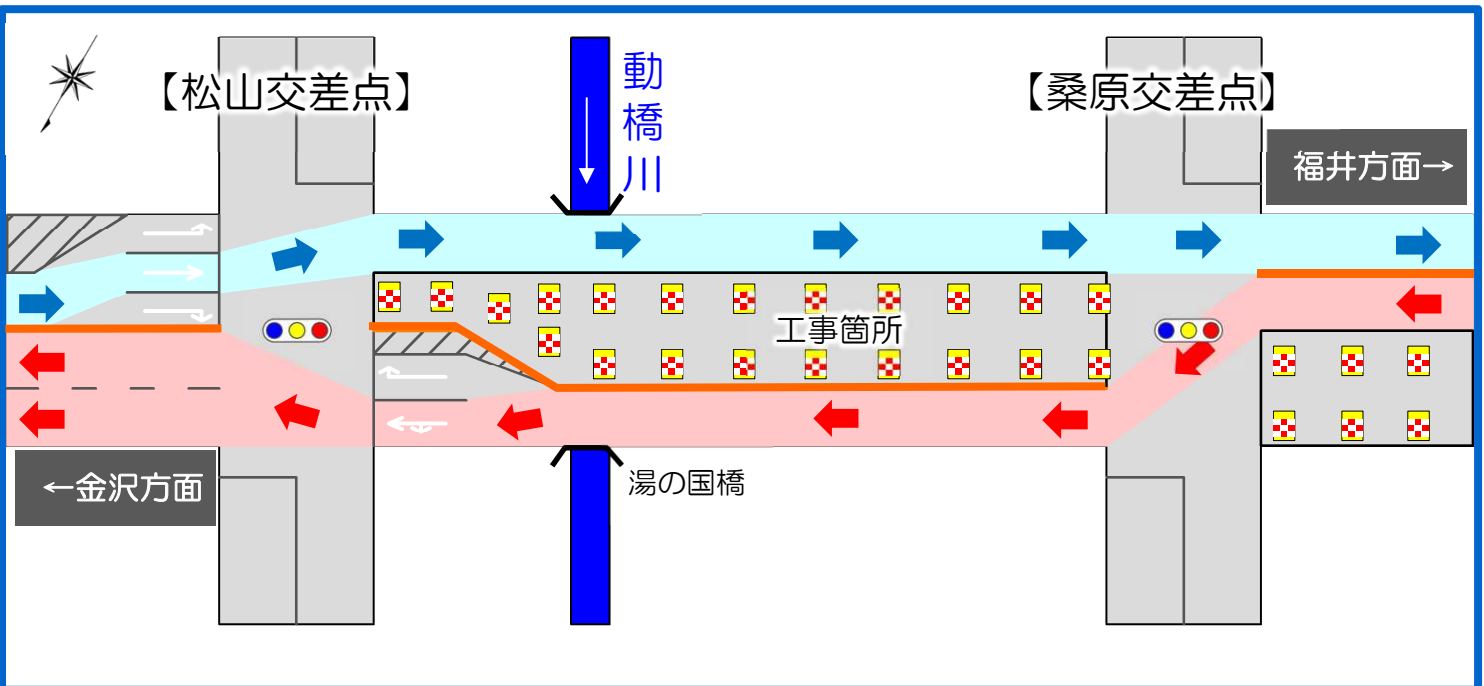 【松山交差点】
動橋川
【桑原交差点】
福井方面→
工事箇所
←金沢方面
湯の国橋